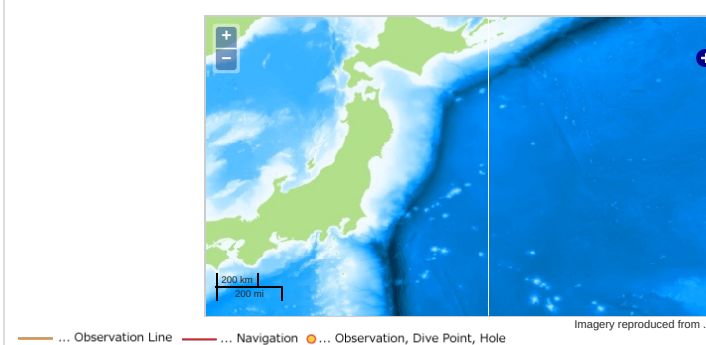 +
−
200 km
200 mi
Imagery reproduced from .
... Observation Line ... Navigation ... Observation, Dive Point, Hole